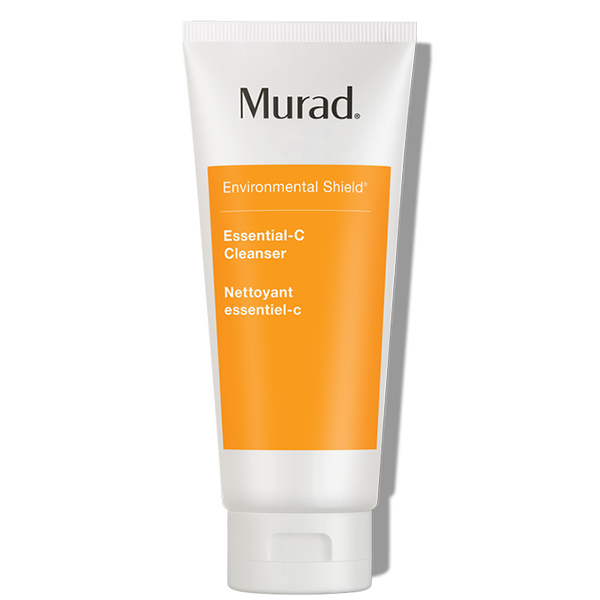 Murad®
Environmental Shield®
Essential-C
Cleanser
Nettoyant
essentiel-c